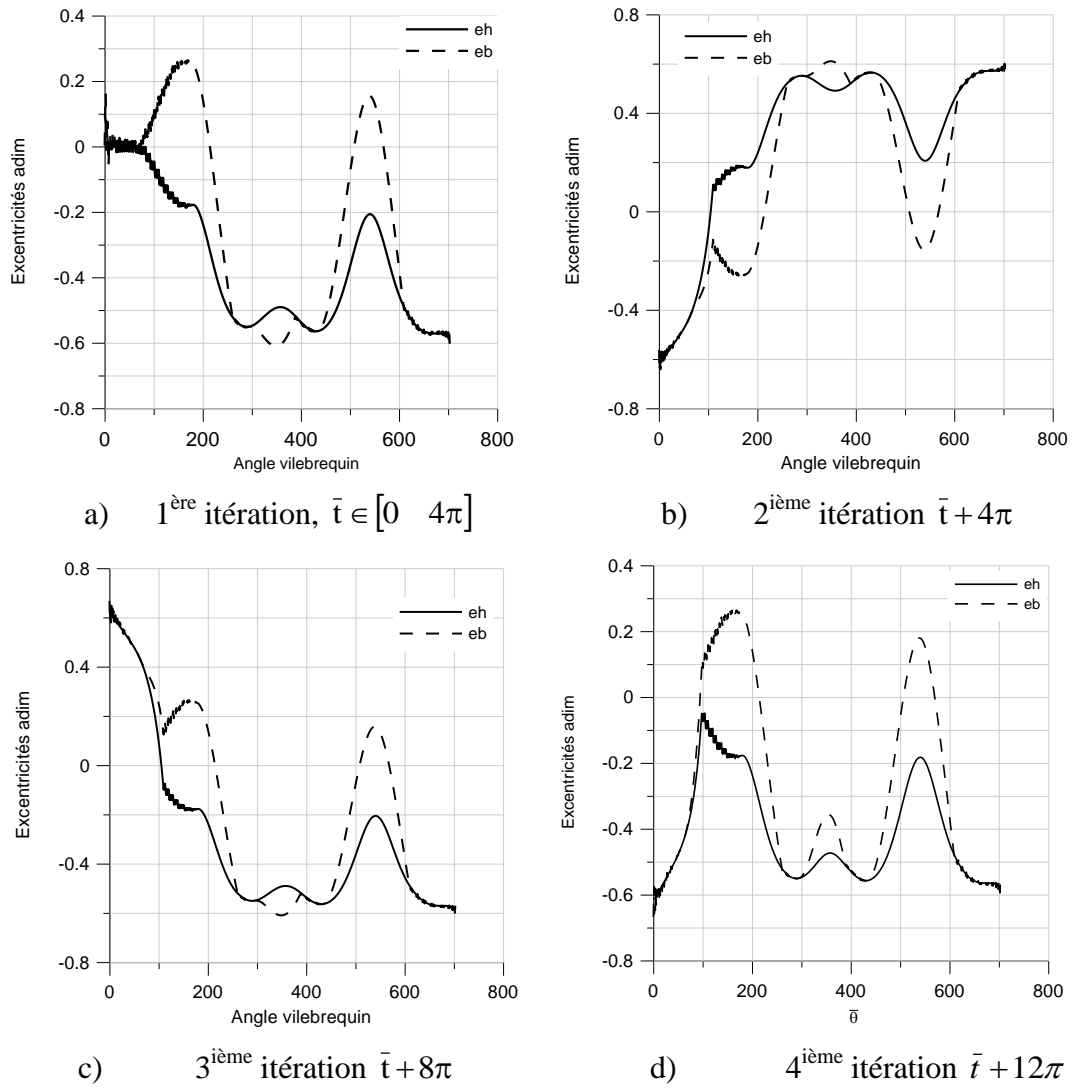 0.4
0.2
0
-0.2
-0.4
-0.6
-0.8
Excentricités adim
0 200 400 600 800
Angle vilebrequin
eh
eb
a) 1ère itération, t̄ ∈ [0 4π]
0.8
0.4
0
-0.4
-0.8
Excentricités adim
0 200 400 600 800
Angle vilebrequin
eh
eb
b) 2ième itération t̄ + 4π
0.8
0.4
0
-0.4
-0.8
Excentricités adim
0 200 400 600 800
Angle vilebrequin
eh
eb
c) 3ième itération t̄ + 8π
0.4
0.2
0
-0.2
-0.4
-0.6
-0.8
Excentricités adim
0 200 400 600 800
θ̄
eh
eb
d) 4ième itération t̄ + 12π